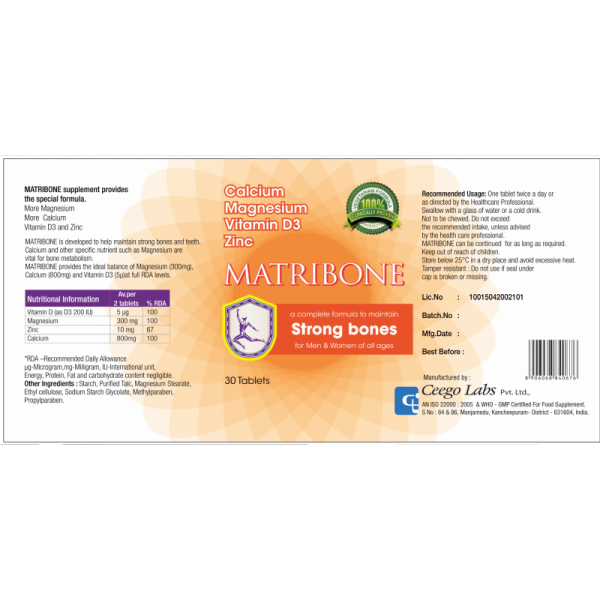 MATRIBONE supplement provides
the special formula.
More Magnesium
More Calcium
Vitamin D3 and Zinc
MATRIBONE is developed to help maintain strong bones and teeth.
Calcium and other specific nutrient such as Magnesium are
vital for bone metabolism.
MATRIBONE provides the ideal balance of Magnesium (300mg),
Calcium (800mg) and Vitamin D3 (5µg)at full RDA levels.
Nutritional Information Av.per 2 tablets % RDA
Vitamin D (as D3 200 IU) 5 µg 100
Magnesium 300 mg 100
Zinc 10 mg 67
Calcium 800mg 100
*RDA –Recommended Daily Allowance
µg-Microgram,mg-Milligram, IU-International unit,
Energy, Protein, Fat and carbohydrate content negligible.
Other Ingredients : Starch, Purified Talc, Magnesium Stearate,
Ethyl cellulose, Sodium Starch Glycolate, Methylparaben,
Propylparaben.
Calcium
Magnesium
Vitamin D3
Zinc
100%
CLINICALLY PROVEN
MATRIBONE
a complete formula to maintain
Strong bones
for Men & Women of all ages
30 Tablets
Recommended Usage: One tablet twice a day or
as directed by the Healthcare Professional.
Swallow with a glass of water or a cold drink.
Not to be chewed. Do not exceed
the recommended intake, unless advised
by the health care professional.
MATRIBONE can be continued for as long as required.
Keep out of reach of children.
Store below 25°C in a dry place and avoid excessive heat.
Tamper resistant : Do not use if seal under
cap is broken or missing.
Lic.No : 10015042002101
Batch.No :
Mfg.Date :
Best Before :
8 906068 840676
Manufactured by :
Ceego Labs Pvt. Ltd.,
AN ISO 22000 : 2005 & WHO - GMP Certified For Food Supplement.
S No : 84 & 86, Manjamedu, Kancheepuram- District - 631604, India.